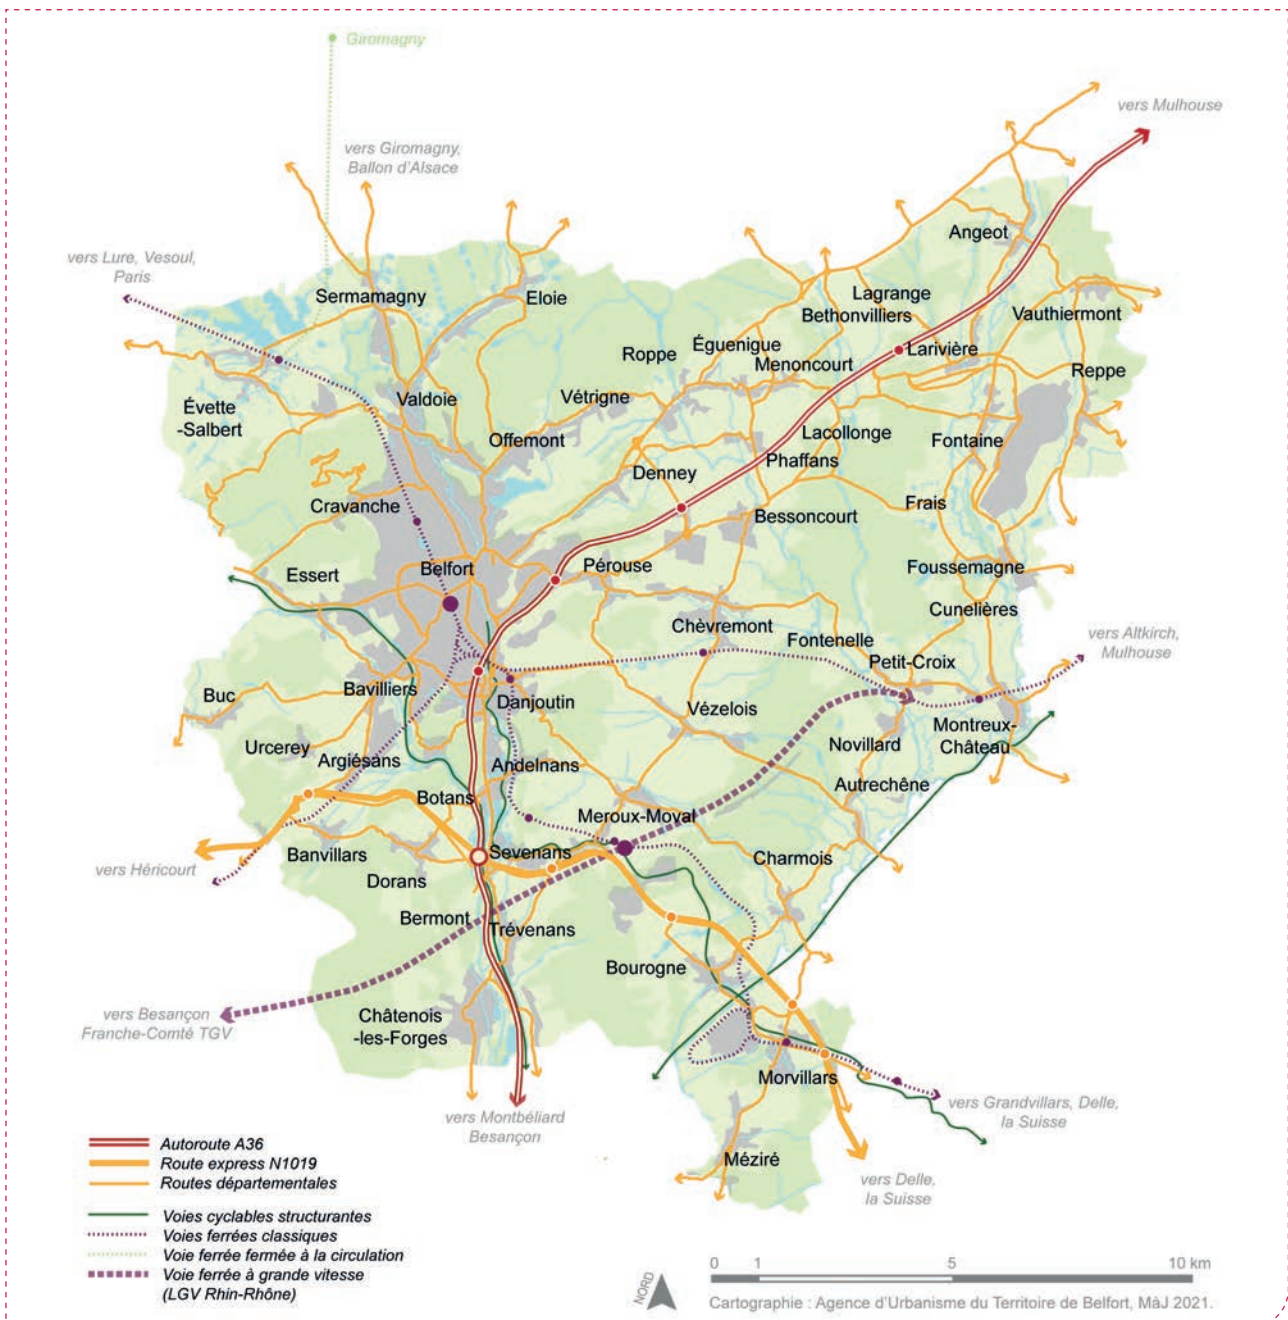 Giromagny
vers Giromagny,
Ballon d'Alsace
vers Mulhouse
vers Lure, Vesoul,
Paris
Angeot
Sermamagny
Eloie
Lagrange
Bethonvilliers
Vauthiermont
Roppe
Éguenigue
Menoncourt
Larivière
Reppe
Évette
-Salbert
Valdoie
Vétrigne
Offemont
Lacollonge
Fontaine
Phaffans
Denney
Cravanche
Frais
Bessoncourt
Essert
Belfort
Pérouse
Foussemagne
Cunelières
Chèvremont
Fontenelle
vers Altkirch,
Mulhouse
Petit-Croix
Buc
Bavilliers
Danjoutin
Vézelois
Montreux-
Château
Urcerey
Argiésans
Novillard
Andelnans
Autrechêne
Botans
Meroux-Moval
Banvillars
Sevenans
Charmois
vers Héricourt
Dorans
Bermont
Trévenans
Bourogne
vers Besançon
Franche-Comté TGV
Châtenois
-les-Forges
Morvillars
vers Montbéliard
Besançon
vers Grandvillars, Delle,
la Suisse
Méziré
vers Delle,
la Suisse
Autoroute A36
Route express N1019
Routes départementales
Voies cyclables structurantes
Voies ferrées classiques
Voie ferrée fermée à la circulation
Voie ferrée à grande vitesse
(LGV Rhin-Rhône)
NORD
0 1 5 10 km
Cartographie : Agence d'Urbanisme du Territoire de Belfort, MàJ 2021.